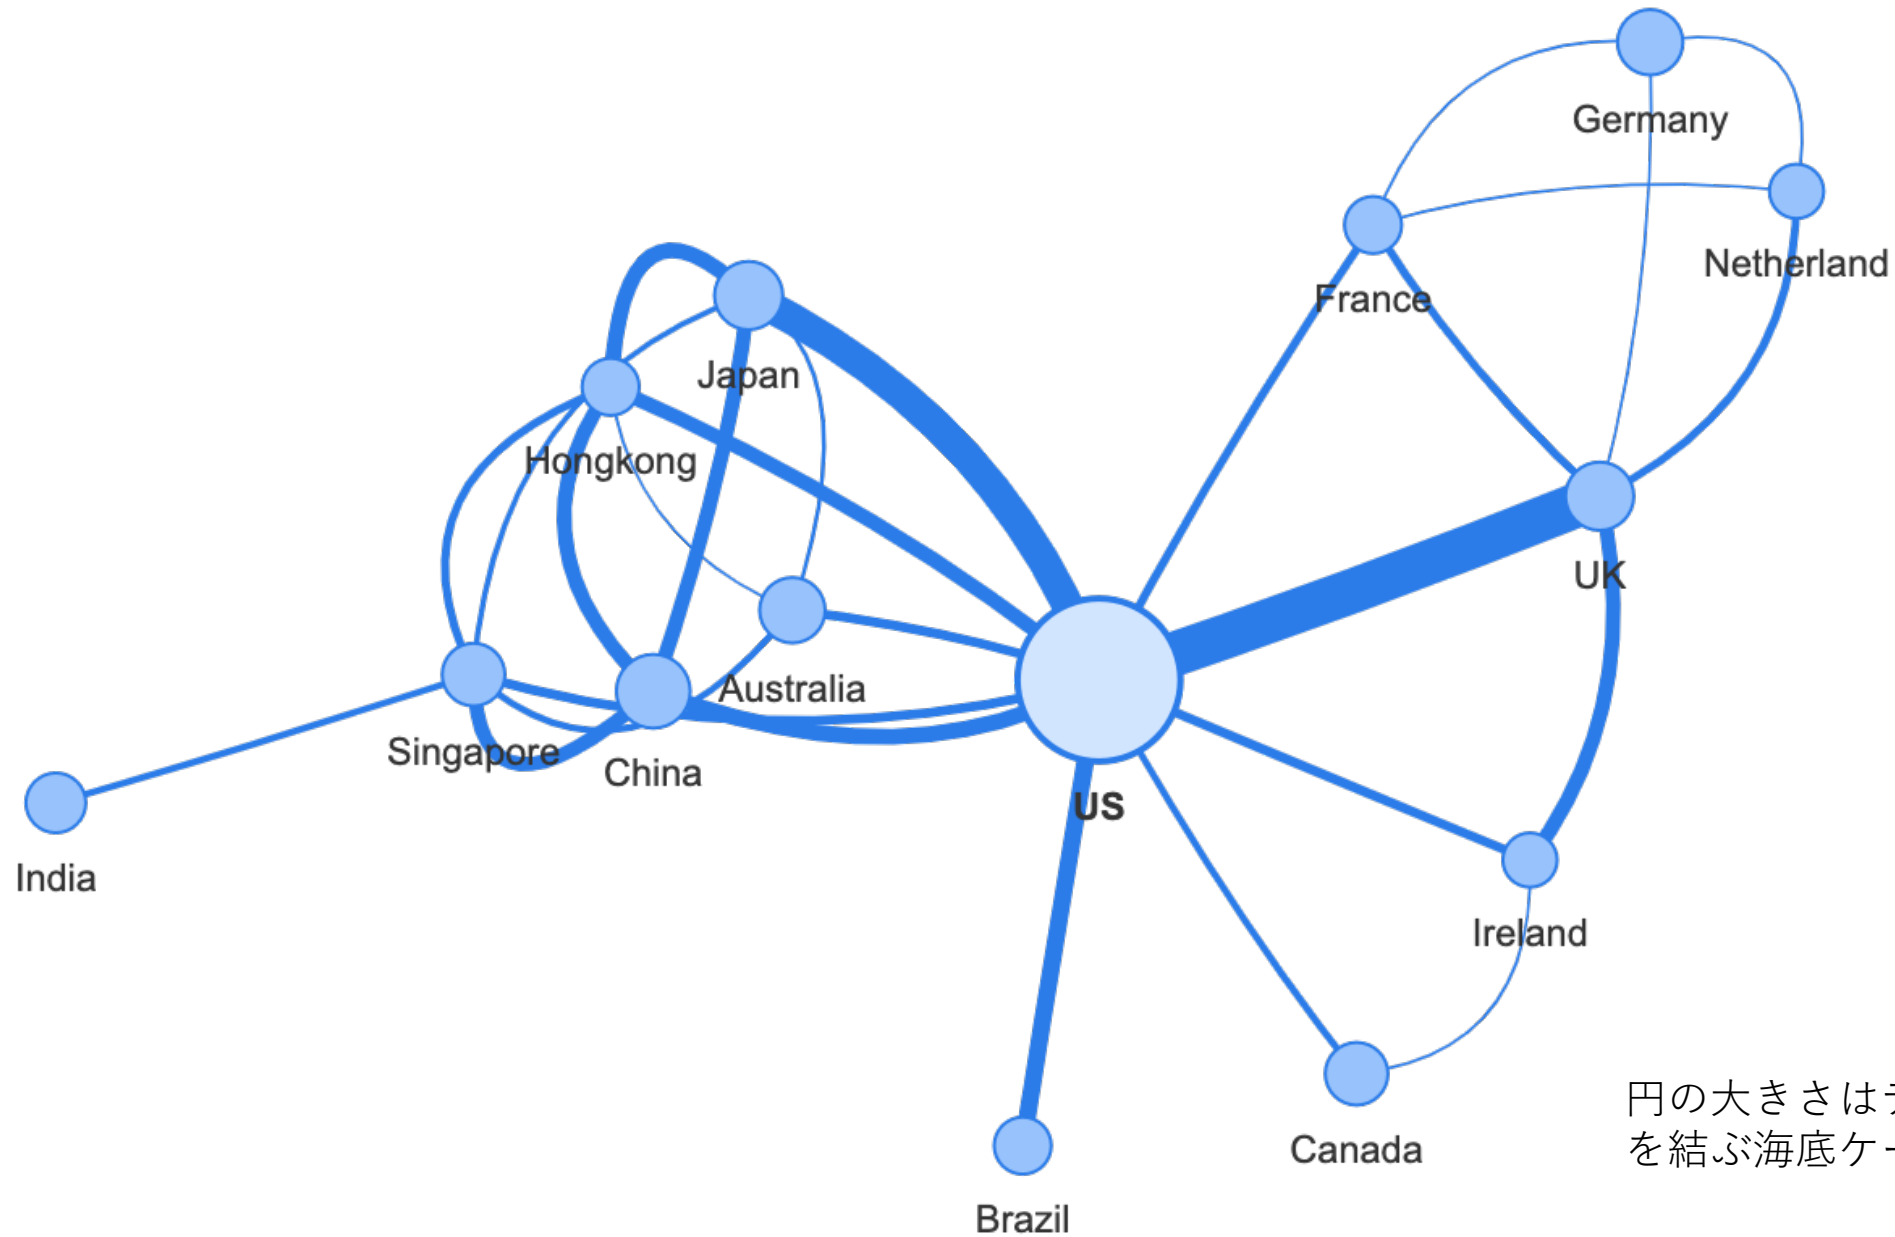 Germany
Netherland
France
Japan
Hongkong
UK
Australia
Singapore
China
US
India
Ireland
Canada
Brazil
円の大きさは
を結ぶ海底ケー